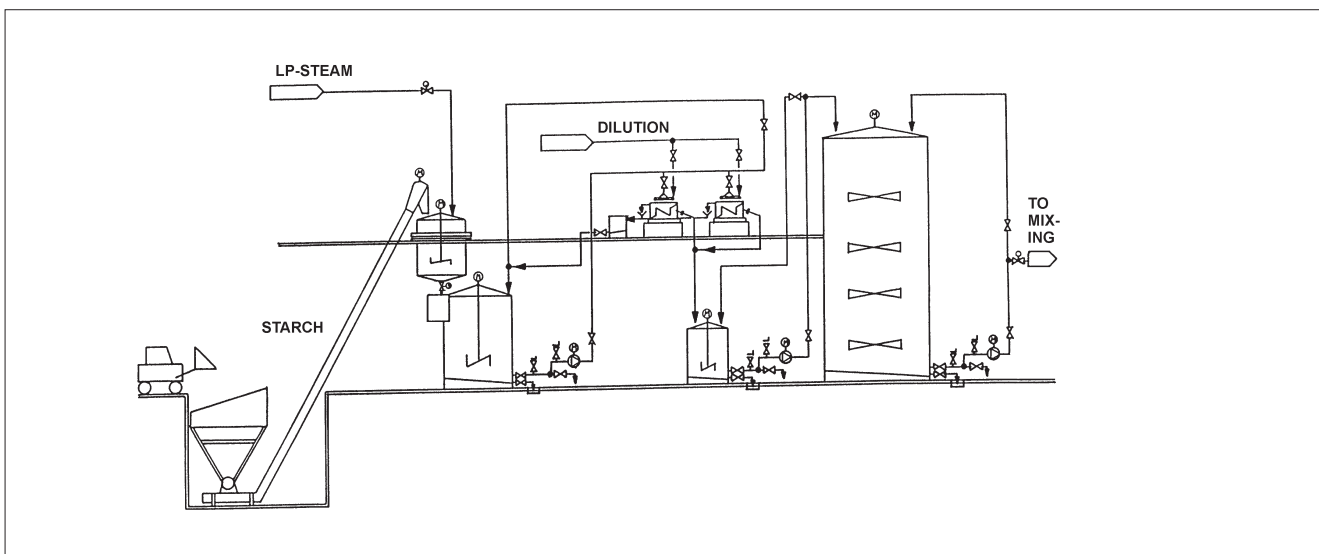 LP-STEAM
DILUTION
TO
MIX-
ING
STARCH